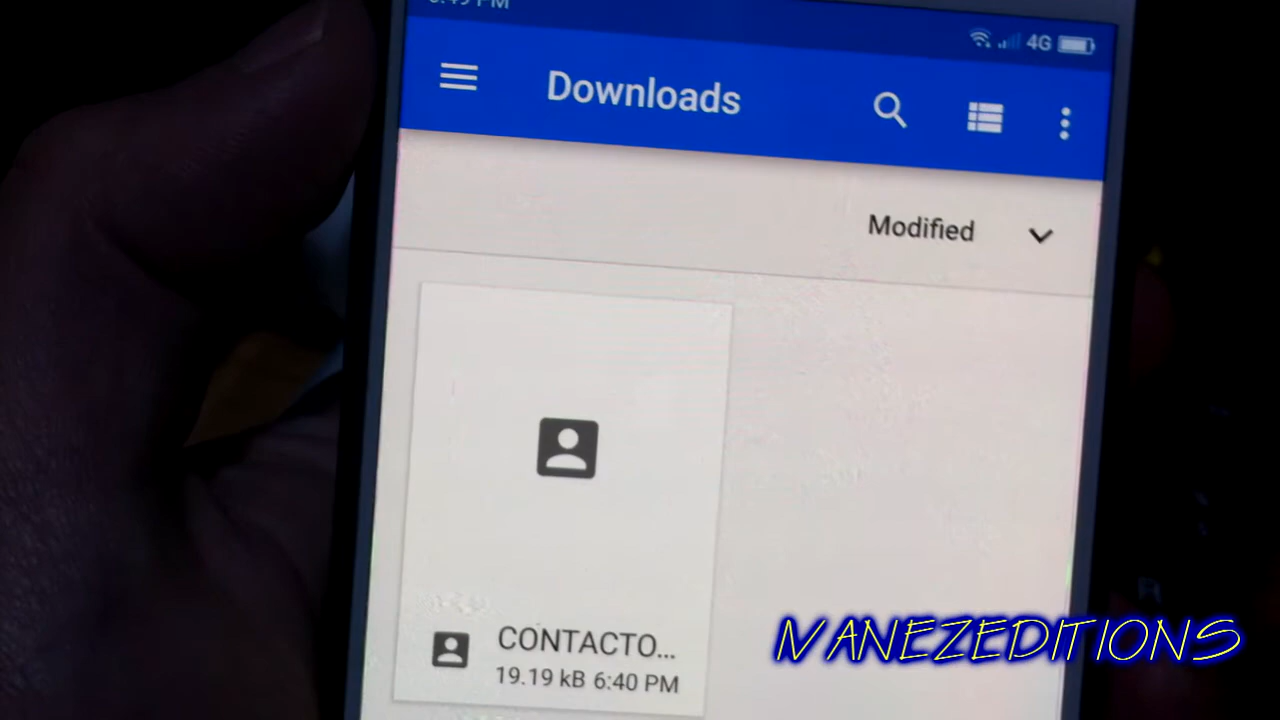 4G
Downloads
Modified
CONTACTO...
19.19 kB 6:40 PM
IVANEZEDITIONS